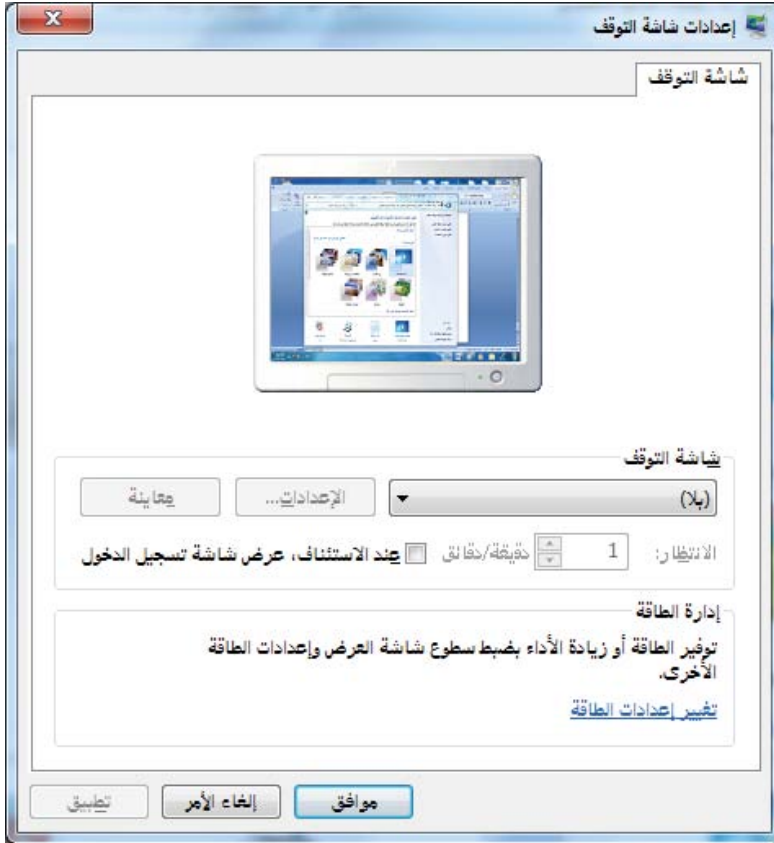 إعدادات شاشة التوقف
شاشة التوقف
شاشة التوقف
(بلا)
الإعدادات...
معاينة
الانتظار: 1 دقيقة/دقائق عند الاستئناف، عرض شاشة تسجيل الدخول
إدارة الطاقة
توفير الطاقة أو زيادة الأداء بضبط سطوع شاشة العرض وإعدادات الطاقة
الأخرى.
تغيير إعدادات الطاقة
موافق
إلغاء الأمر
تطبيق